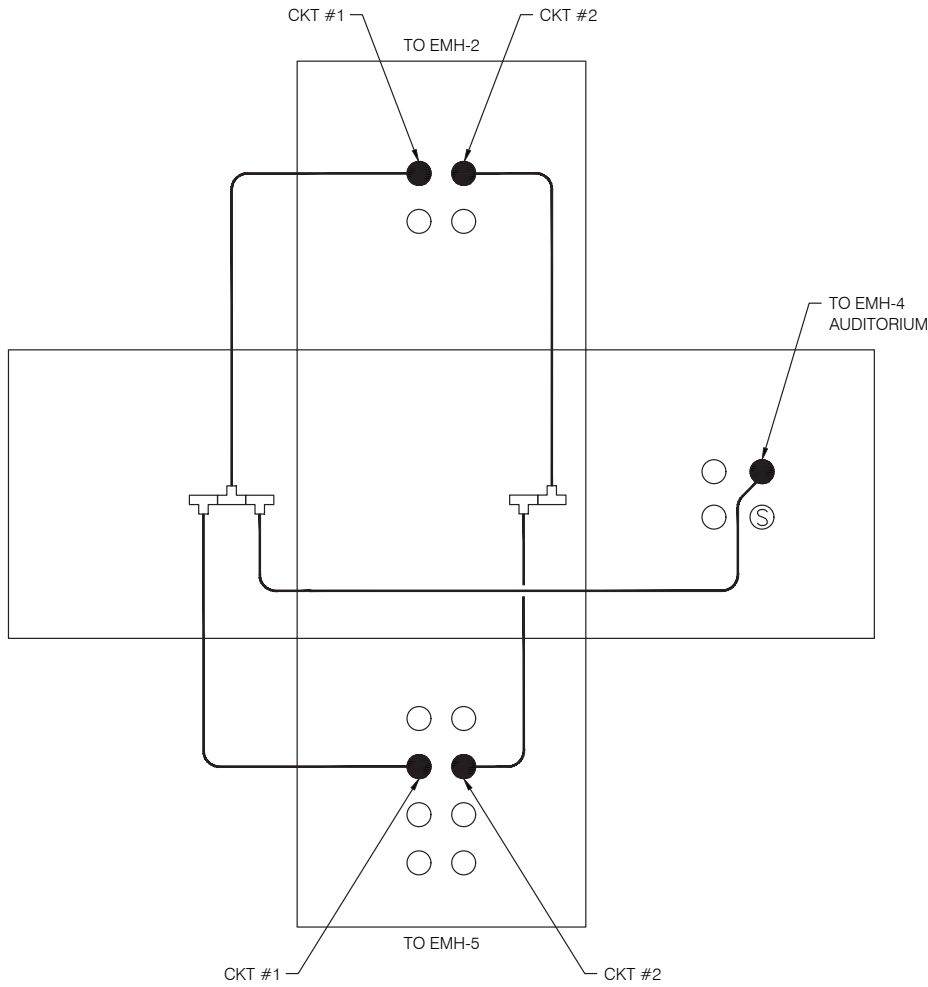 CKT #1
CKT #2
TO EMH-2
TO EMH-4
AUDITORIUM
S
TO EMH-5
CKT #1
CKT #2